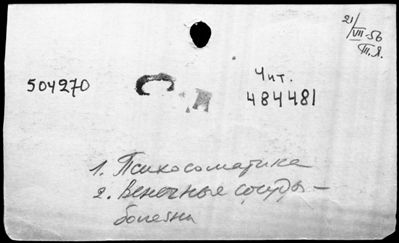 21/VII-56
П.Я.
504270
Чит.
484481
1. Психосоматика
2. Венечные сосуды –
болезни